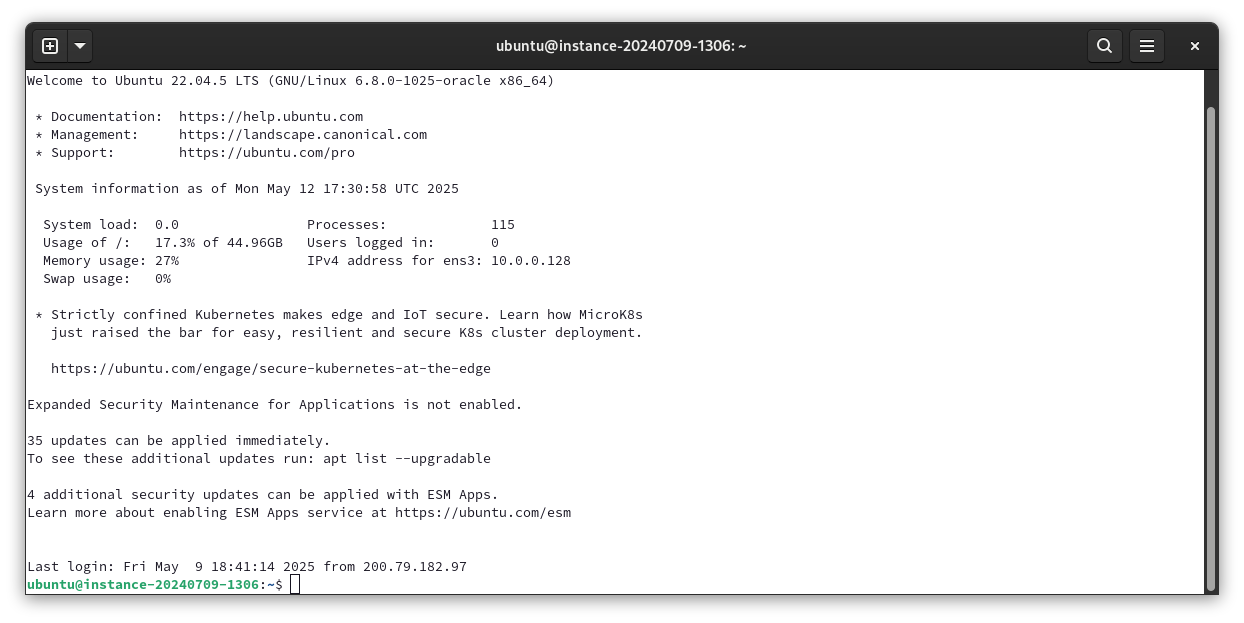 ubuntu@instance-20240709-1306: ~
Welcome to Ubuntu 22.04.5 LTS (GNU/Linux 6.8.0-1025-oracle x86_64)
* Documentation:  https://help.ubuntu.com
* Management:     https://landscape.canonical.com
* Support:        https://ubuntu.com/pro
System information as of Mon May 12 17:30:58 UTC 2025
System load:  0.0                Processes:             115
Usage of /:   17.3% of 44.96GB   Users logged in:       0
Memory usage: 27%                IPv4 address for ens3: 10.0.0.128
Swap usage:   0%
* Strictly confined Kubernetes makes edge and IoT secure. Learn how MicroK8s
just raised the bar for easy, resilient and secure K8s cluster deployment.
https://ubuntu.com/engage/secure-kubernetes-at-the-edge
Expanded Security Maintenance for Applications is not enabled.
35 updates can be applied immediately.
To see these additional updates run: apt list --upgradable
4 additional security updates can be applied with ESM Apps.
Learn more about enabling ESM Apps service at https://ubuntu.com/esm
Last login: Fri May  9 18:41:14 2025 from 200.79.182.97
ubuntu@instance-20240709-1306:~$